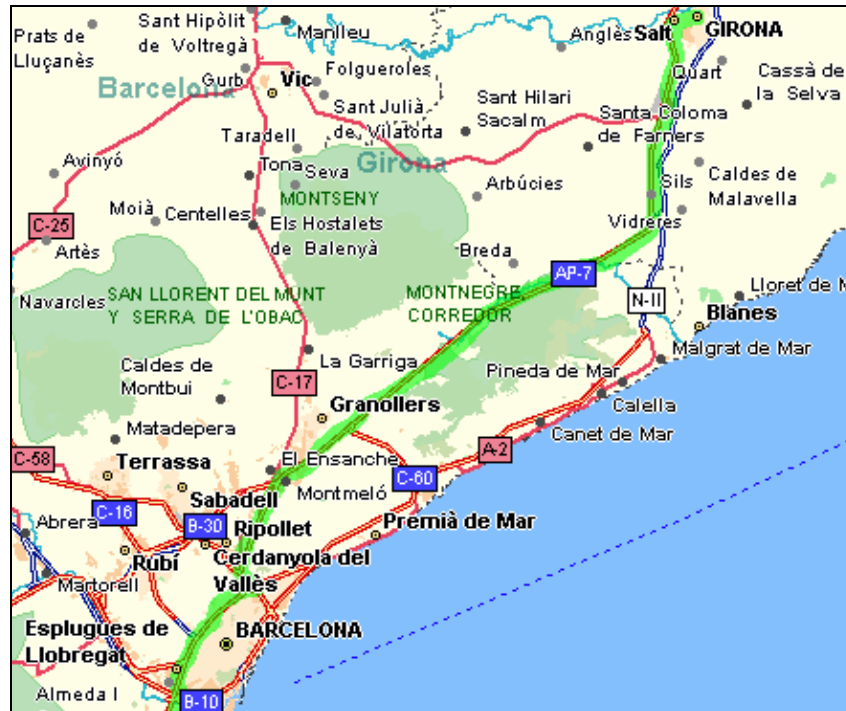 Sant Hipòlit
de Voltregà
Manlleu
Prats de
Lluçanès
Anglès
Salt
GIRONA
Gurb
Folgueroles
Quart
Cassà de
la Selva
Barcelona
Vic
Sant Julià
de Vilatorta
Sant Hilari
Sacalm
Santa Coloma
de Farners
Taradell
Girona
Avinyó
Tona
Seva
Caldes de
Malavella
Sils
MONTSENY
Arbúcies
Moià
Centelles
Els Hostalets
de Balenyà
Vidreres
C-25
Artès
Breda
AP-7
Navarcles
SAN LLORENT DEL MUNT
Y SERRA DE L'OBAC
MONTNEGRE
CORREDOR
N-II
Lloret de M
Blanes
La Garriga
Malgrat de Mar
Caldes de
Montbui
Pineda de Mar
C-17
Calella
Granollers
Matadepera
Canet de Mar
A-2
C-58
Terrassa
El Ensanche
C-60
Sabadell
Montmeló
C-16
Abrera
B-30
Ripollet
Premià de Mar
Rubí
Cerdanyola del
Vallès
Martorell
Esplugues de
Llobregat
BARCELONA
Almeda I
B-10